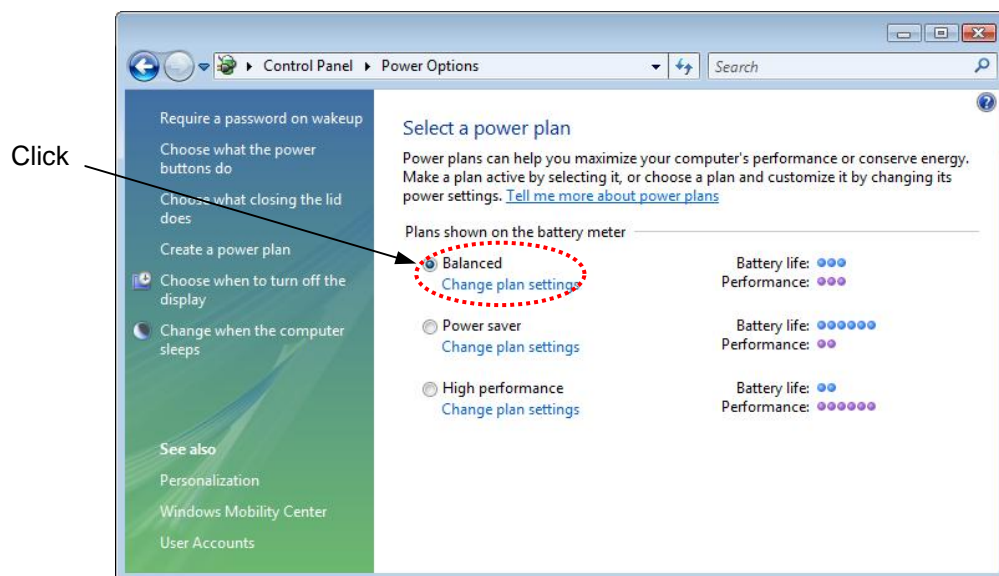 Control Panel Power Options
Search
Click
Require a password on wakeup
Choose what the power
buttons do
Choose what closing the lid
does
Create a power plan
Choose when to turn off the
display
Change when the computer
sleeps
See also
Personalization
Windows Mobility Center
User Accounts
Select a power plan
Power plans can help you maximize your computer's performance or conserve energy.
Make a plan active by selecting it, or choose a plan and customize it by changing its
power settings. Tell me more about power plans
Plans shown on the battery meter
Balanced Battery life:
Change plan settings Performance:
Power saver Battery life:
Change plan settings Performance:
High performance Battery life:
Change plan settings Performance: